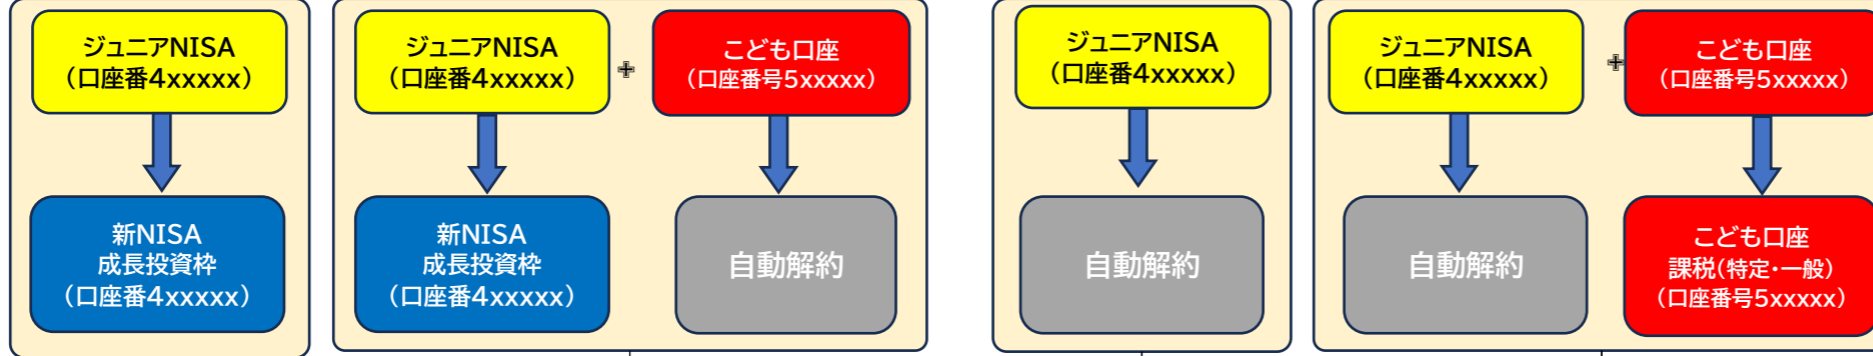 ジュニアNISA
(口座番4xxxxx)
新NISA
成長投資枠
(口座番4xxxxx)
ジュニアNISA
(口座番4xxxxx)
+
こども口座
(口座番号5xxxxx)
新NISA
成長投資枠
(口座番4xxxxx)
自動解約
ジュニアNISA
(口座番4xxxxx)
自動解約
ジュニアNISA
(口座番4xxxxx)
+
こども口座
(口座番号5xxxxx)
自動解約
こども口座
課税(特定・一般)
(口座番号5xxxxx)